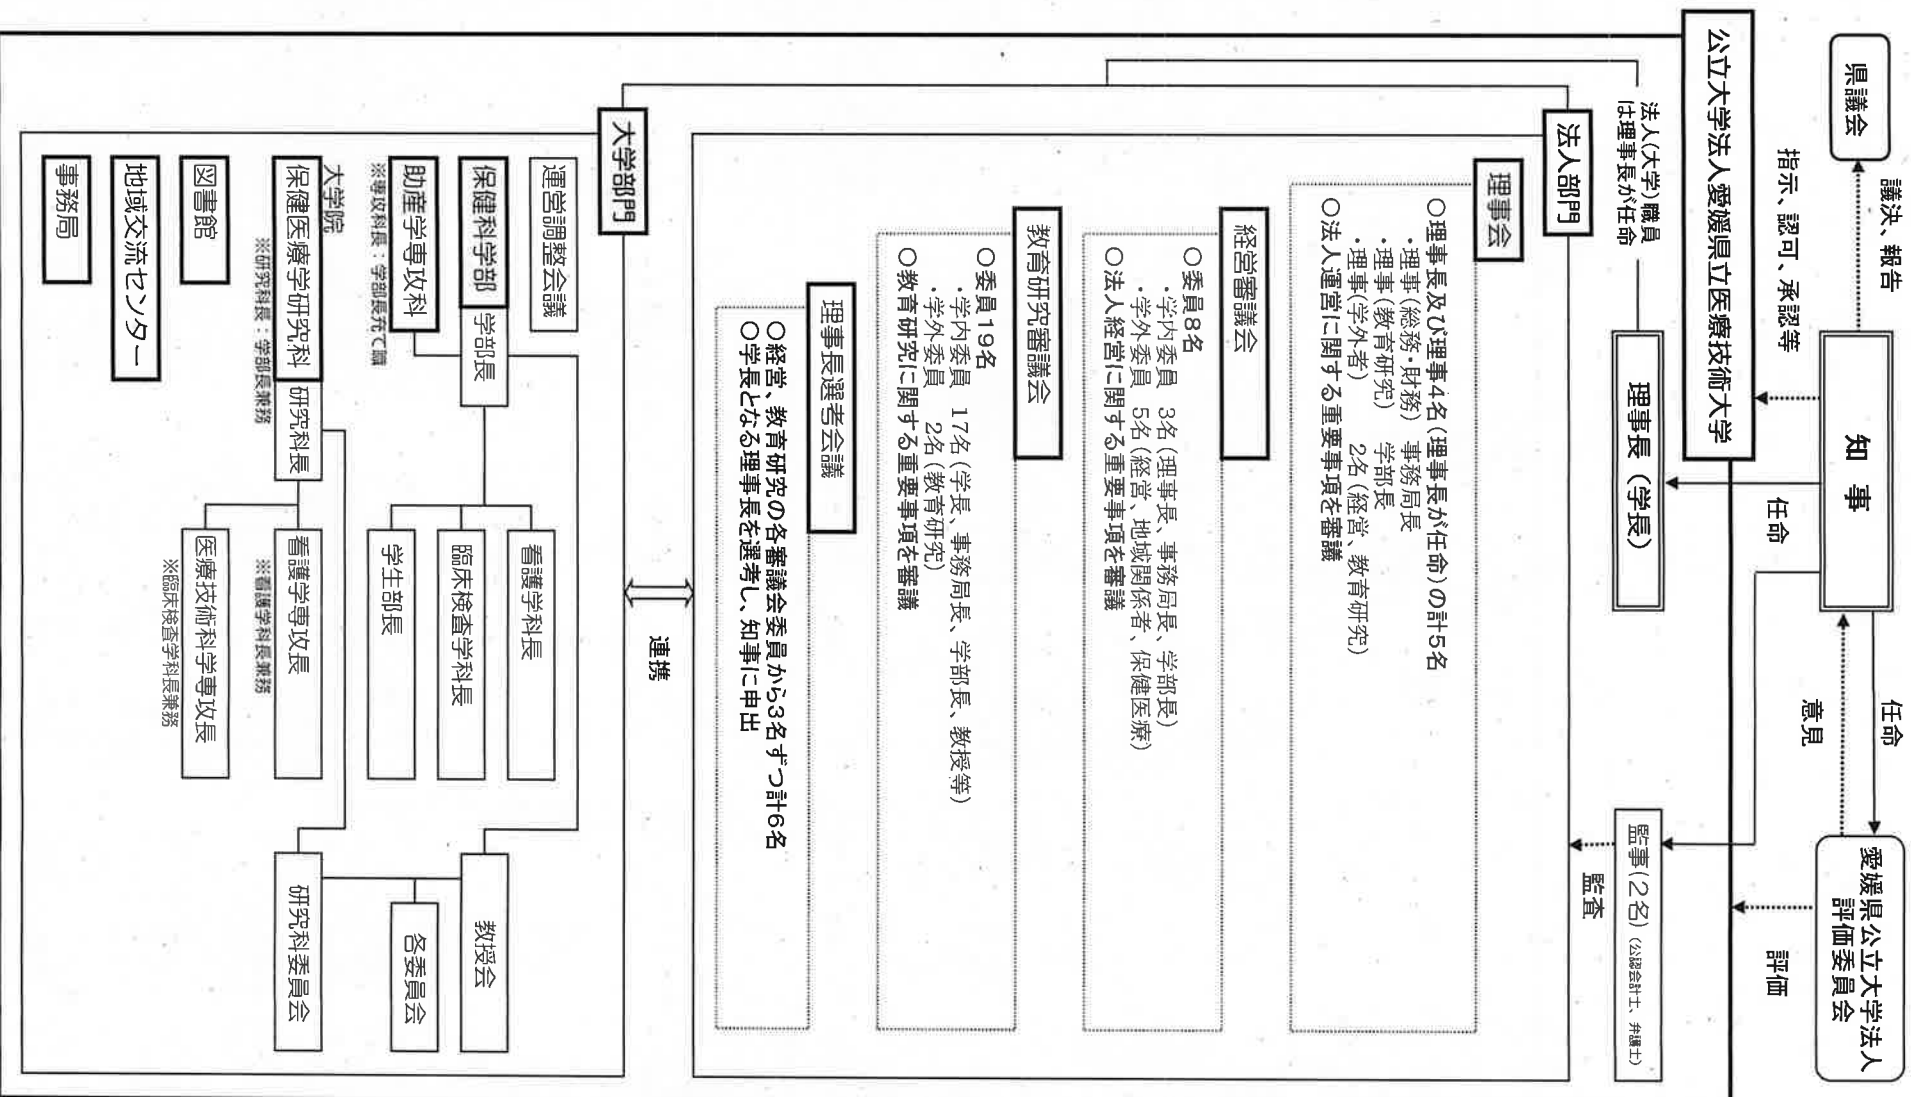 県議会
議決、報告
知　事
任命
意見
愛媛県公立大学法人
評価委員会
指示、認可、承認等
任命
評価
公立大学法人愛媛県立医療技術大学
法人(大学)職員
は理事長が任命
理事長（学長）
監事(2名)（公認会計士、弁護士）
監査
法人部門
理事会
○理事長及び理事4名(理事長が任命)の計5名
・理事(総務・財務)　事務局長
・理事(教育研究)　学部長
・理事(学外者)　2名(経営、教育研究)
○法人運営に関する重要事項を審議
経営審議会
○委員8名
・学内委員　3名(理事長、事務局長、学部長)
・学外委員　5名(経営、地域関係者、保健医療)
○法人経営に関する重要事項を審議
教育研究審議会
○委員19名
・学内委員　17名(学長、事務局長、学部長、教授等)
・学外委員　2名(教育研究)
○教育研究に関する重要事項を審議
理事長選考会議
○経営、教育研究の各審議会委員から3名ずつ計6名
○学長となる理事長を選考し、知事に申出
連携
大学部門
運営調整会議
保健科学部
学部長
看護学科長
臨床検査学科長
学生部長
教授会
各委員会
助産学専攻科
※専攻科長：学部長充て職
大学院
保健医療学研究科
研究科長
※研究科長：学部長兼務
看護学専攻長
※看護学科長兼務
医療技術科学専攻長
※臨床検査学科長兼務
研究科委員会
図書館
地域交流センター
事務局